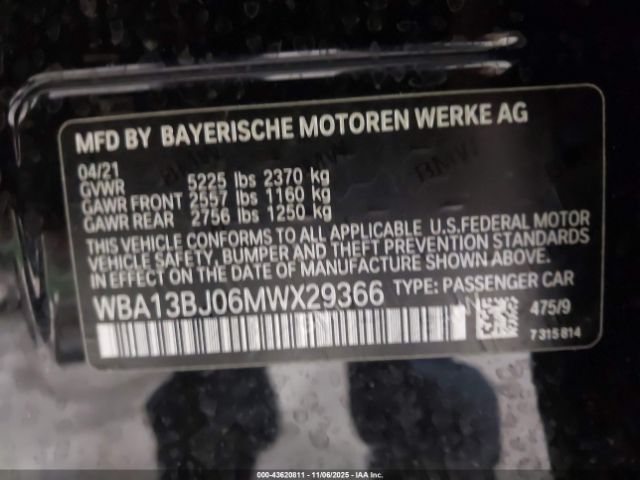 MFD BY BAYERISCHE MOTOREN WERKE AG
04/21
GVWR 5225 lbs 2370 kg
GAWR FRONT 2557 lbs 1160 kg
GAWR REAR 2756 lbs 1250 kg
THIS VEHICLE CONFORMS TO ALL APPLICABLE U.S.FEDERAL MOTOR
VEHICLE SAFETY, BUMPER AND THEFT PREVENTION STANDARDS
IN EFFECT ON THE DATE OF MANUFACTURE SHOWN ABOVE.
WBA13BJ06MWX29366 TYPE: PASSENGER CAR
475/9
7 315 814
000-43620811 - 11/06/2025 - IAA Inc.